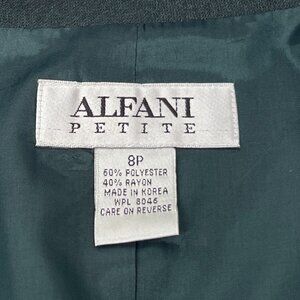 ALFANI
PETITE
8P
60% POLYESTER
40% RAYON
MADE IN KOREA
WPL 8046
CARE ON REVERSE